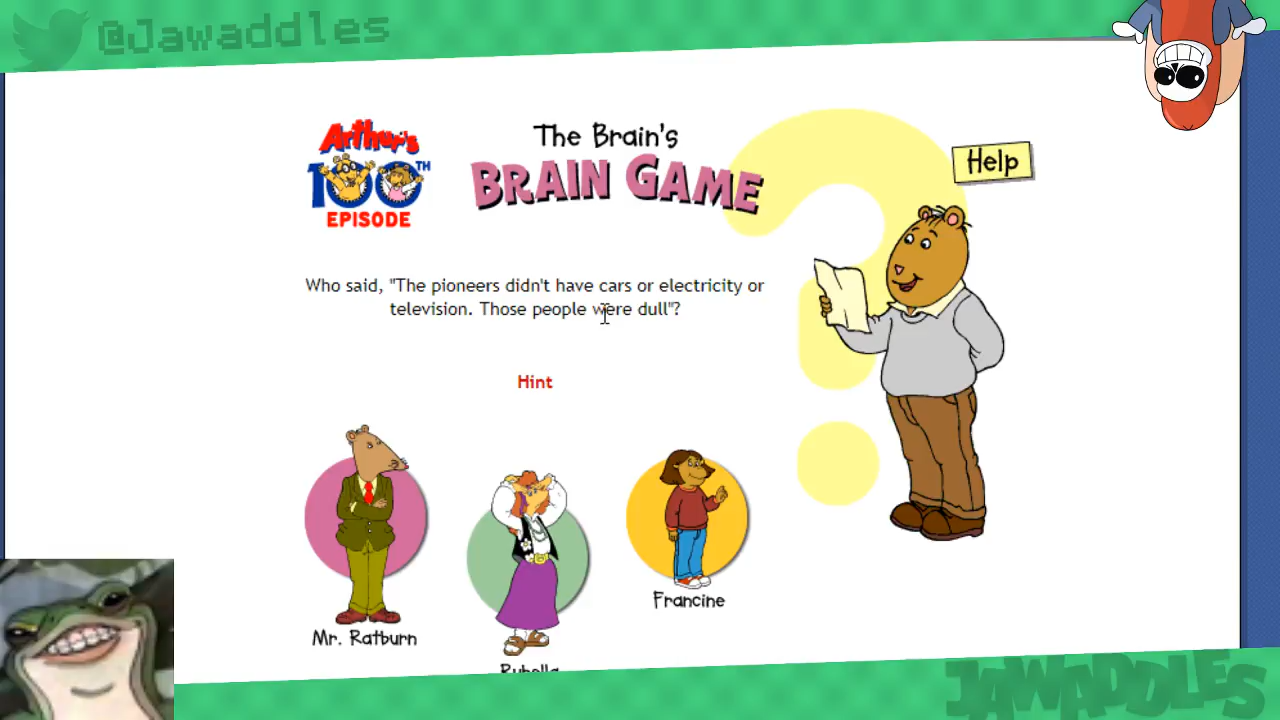 @Jawaddles
Arthur's
100TH
EPISODE
The Brain's
BRAIN GAME
Help
Who said, "The pioneers didn't have cars or electricity or
television. Those people were dull"?
Hint
Mr. Ratburn
Rubella
Francine
JAWADDLES